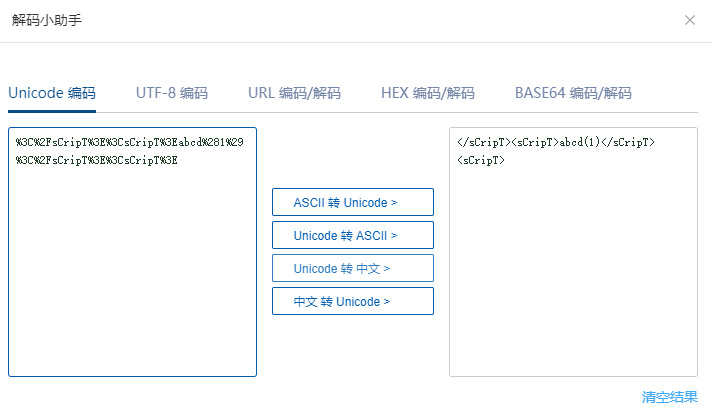 解码小助手
Unicode 编码 UTF-8 编码 URL 编码/解码 HEX 编码/解码 BASE64 编码/解码
%3C%2FsCripT%3E%3CsCripT%3Eabcd%281%29
%3C%2FsCripT%3E%3CsCripT%3E
ASCII 转 Unicode >
Unicode 转 ASCII >
Unicode 转 中文 >
中文 转 Unicode >
</sCripT><sCripT>abcd(1)</sCripT>
<sCripT>
清空结果